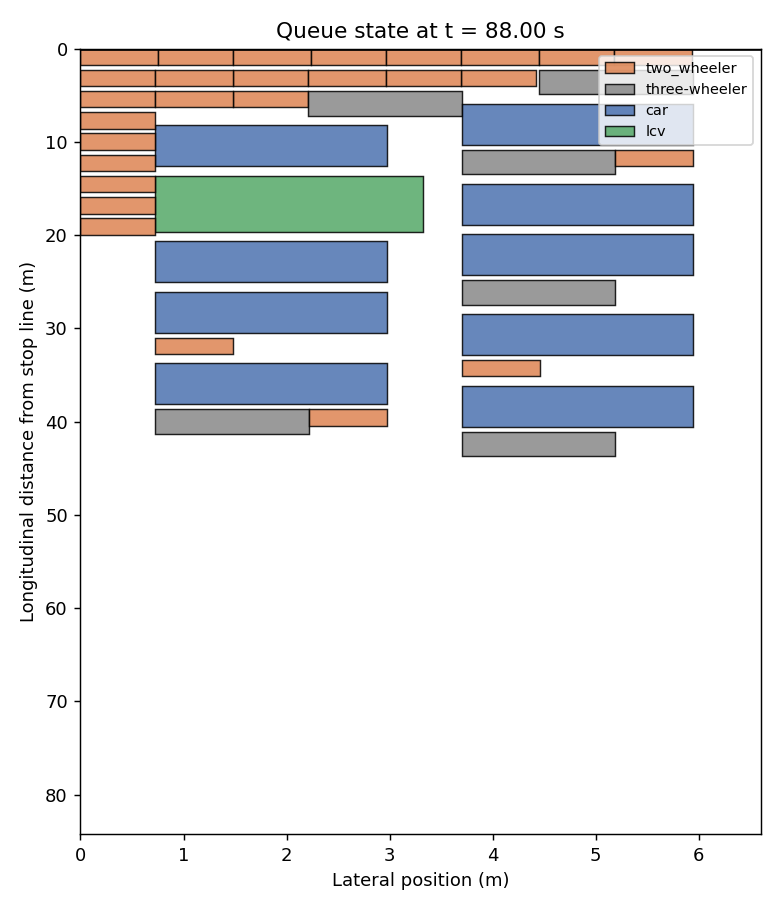 Queue state at t = 88.00 s
two_wheeler
three-wheeler
car
lcv
0
10
20
30
40
50
60
70
80
Longitudinal distance from stop line (m)
0 1 2 3 4 5 6
Lateral position (m)